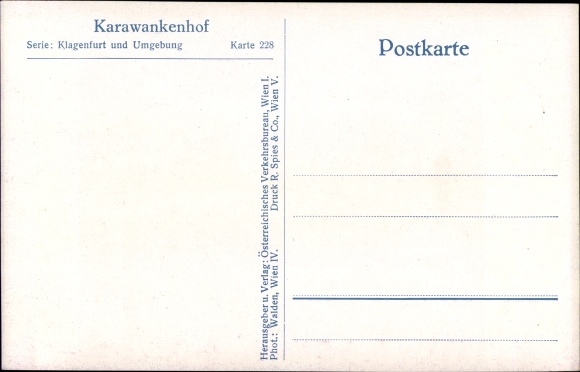 Karawankenhof
Serie: Klagenfurt und Umgebung Karte 228
Postkarte
Herausgeber u. Verlag: Österreichisches Verkehrsbureau, Wien I.
Phot.: Walden, Wien IV. Druck R. Spies & Co., Wien V.